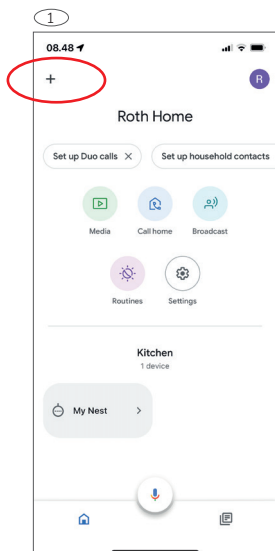 1
08.48
+
R
Roth Home
Set up Duo calls × Set up household contacts
Media Call home Broadcast
Routines Settings
Kitchen
1 device
My Nest >